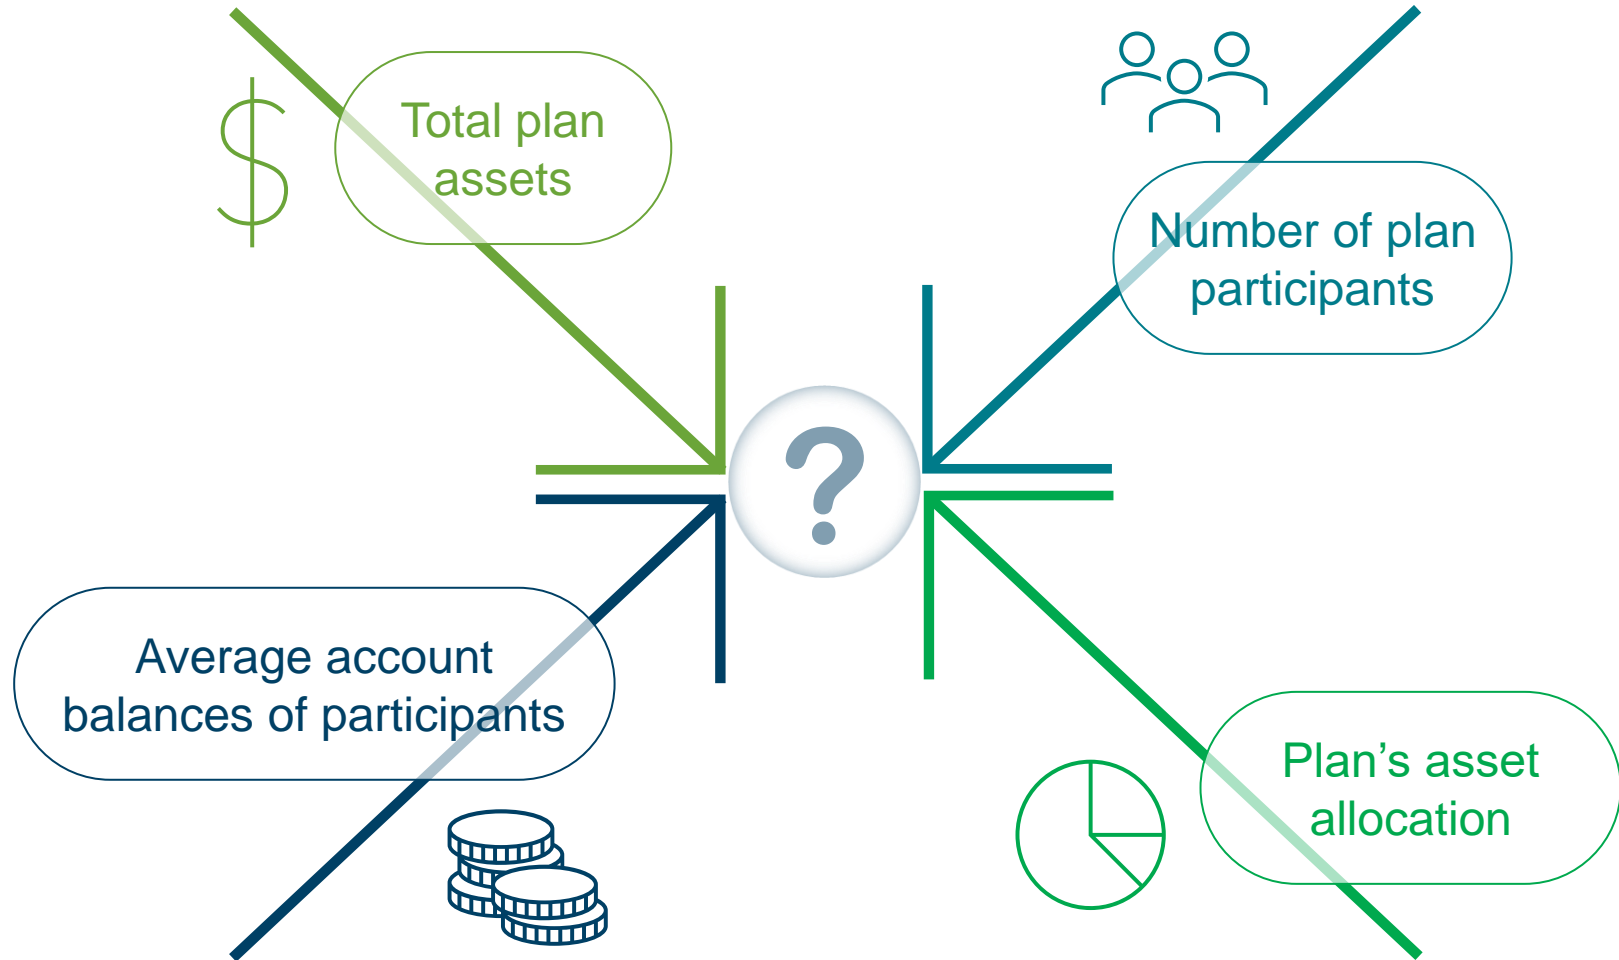 Total plan
assets
Number of plan
participants
?
Average account
balances of participants
Plan’s asset
allocation